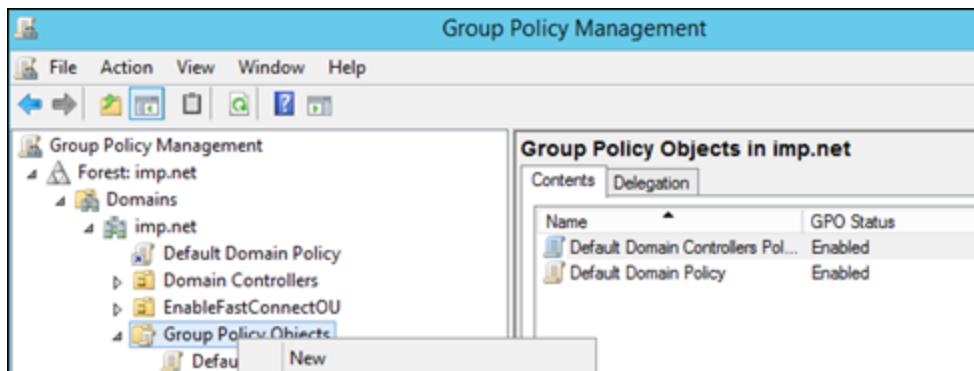 Group Policy Management
File Action View Window Help
Group Policy Management
Forest: imp.net
Domains
imp.net
Default Domain Policy
Domain Controllers
EnableFastConnectOU
Group Policy Objects
Defau
New
Group Policy Objects in imp.net
Contents Delegation
Name GPO Status
Default Domain Controllers Pol... Enabled
Default Domain Policy Enabled